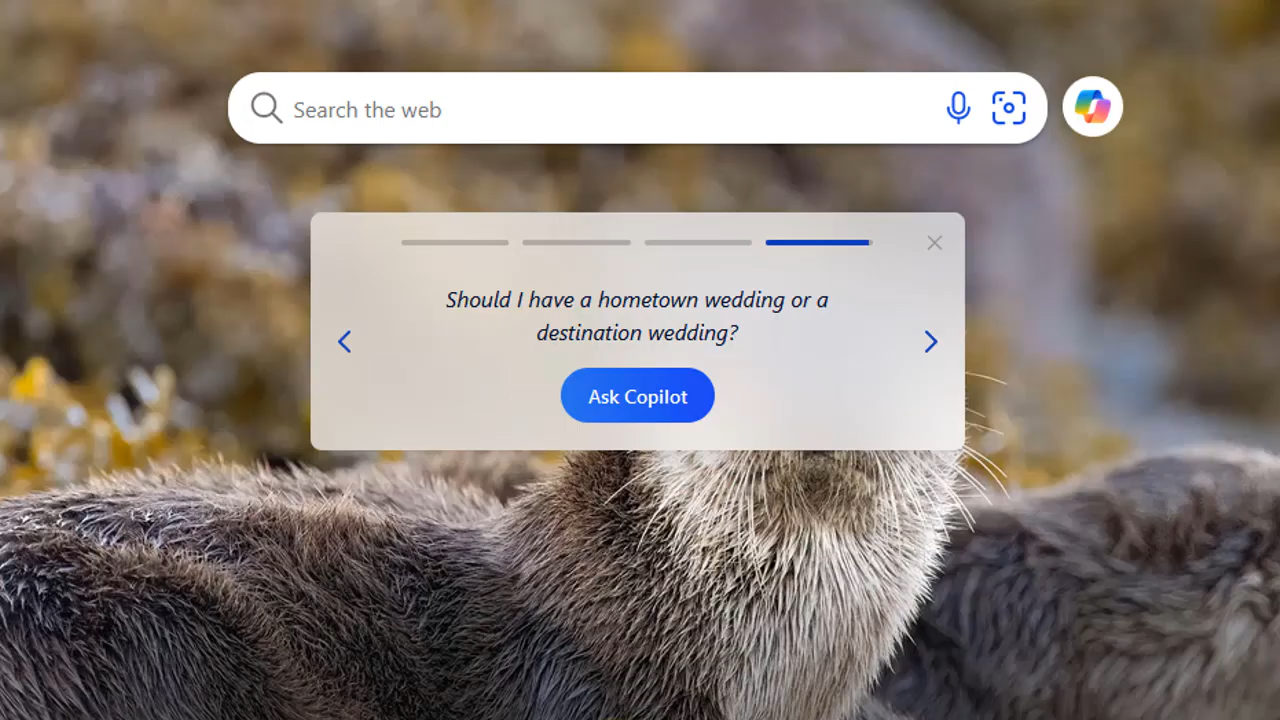 Search the web
Should I have a hometown wedding or a
destination wedding?
Ask Copilot